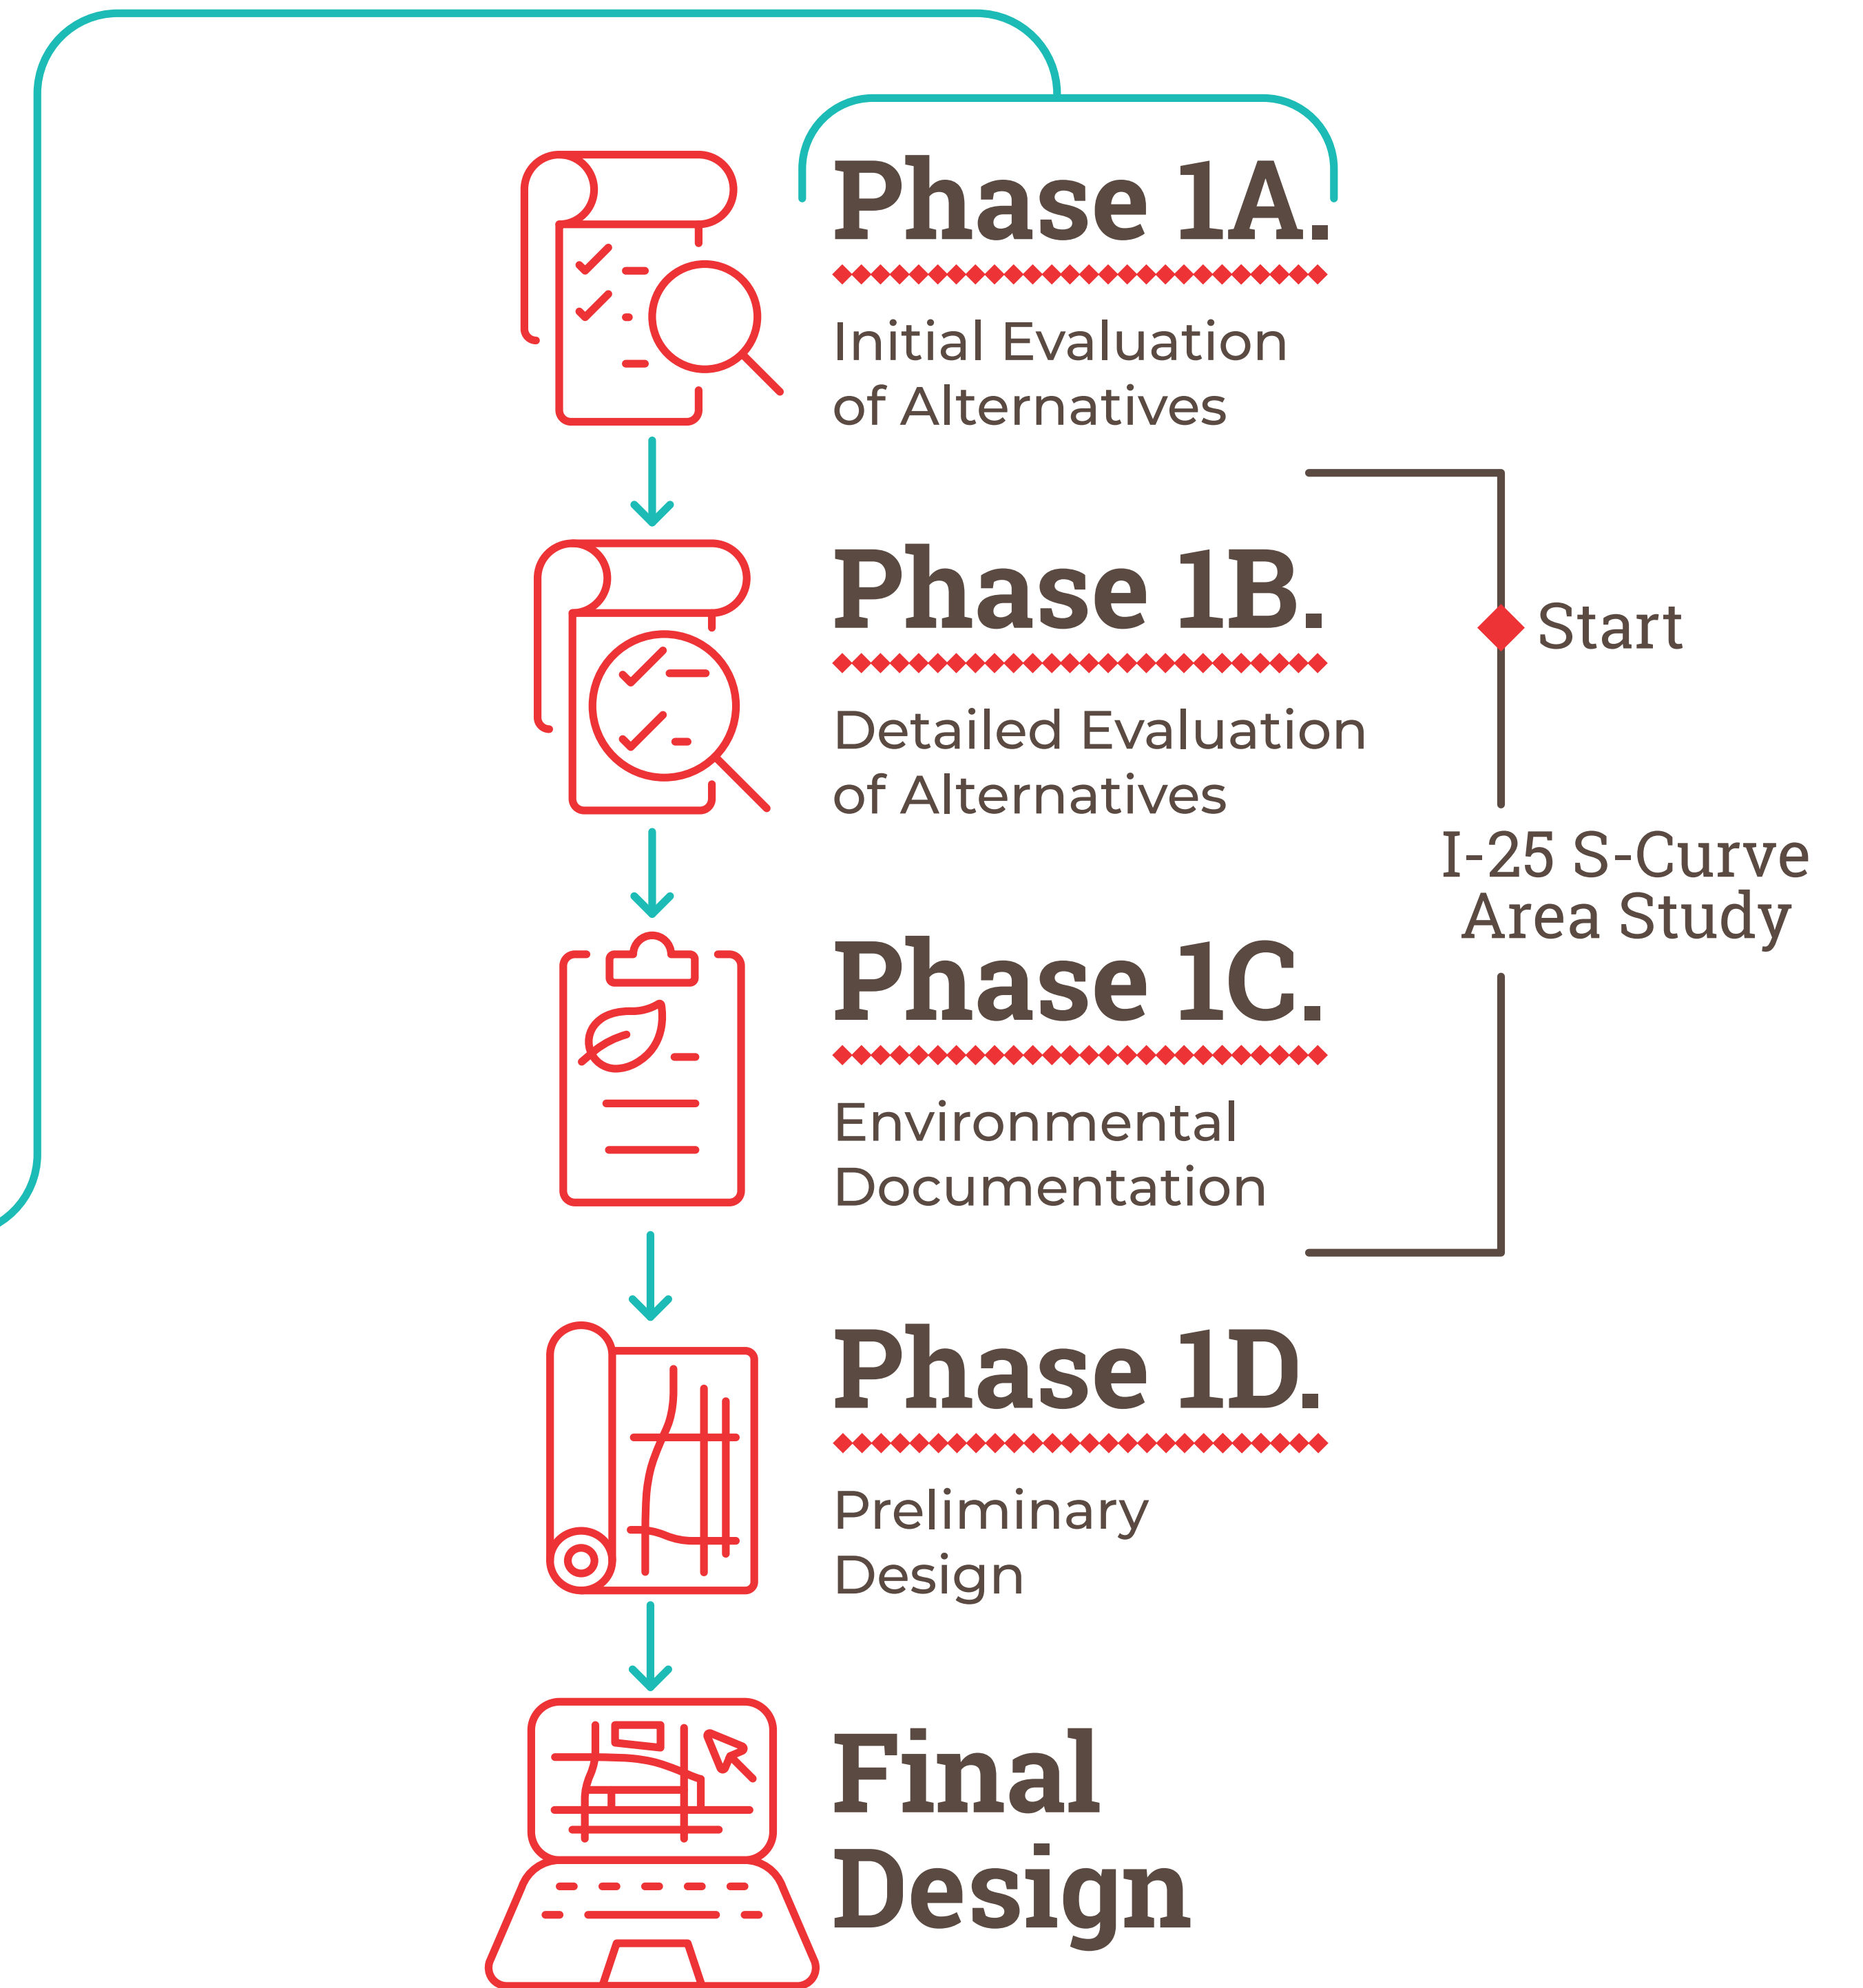 Phase 1A.
Initial Evaluation
of Alternatives
Phase 1B.
Start
Detailed Evaluation
of Alternatives
I-25 S-Curve
Area Study
Phase 1C.
Environmental
Documentation
Phase 1D.
Preliminary
Design
Final
Design